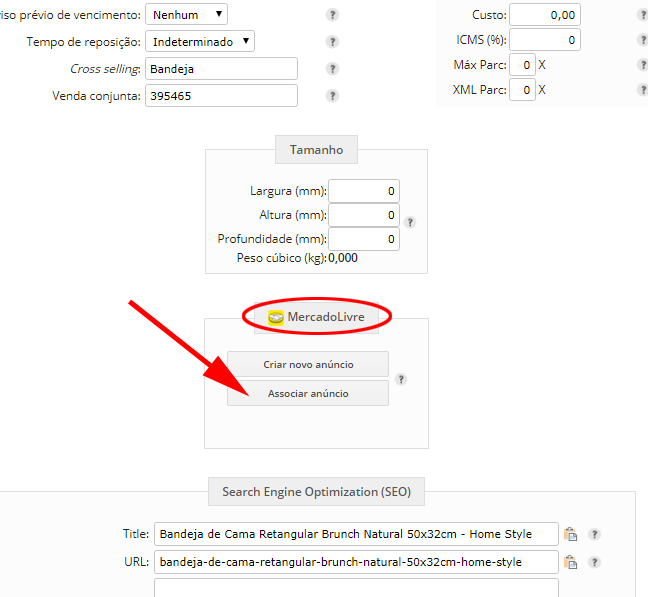 iso prévio de vencimento: Nenhum ?
Tempo de reposição: Indeterminado ?
Cross selling: Bandeja ?
Venda conjunta: 395465 ?
Custo: 0,00 ?
ICMS (%): 0 ?
Máx Parc: 0 X ?
XML Parc: 0 X ?
Tamanho
Largura (mm): 0
Altura (mm): 0 ?
Profundidade (mm): 0
Peso cúbico (kg): 0,000
MercadoLivre
Criar novo anúncio
Associar anúncio ?
Search Engine Optimization (SEO)
Title: Bandeja de Cama Retangular Brunch Natural 50x32cm - Home Style ?
URL: bandeja-de-cama-retangular-brunch-natural-50x32cm-home-style ?